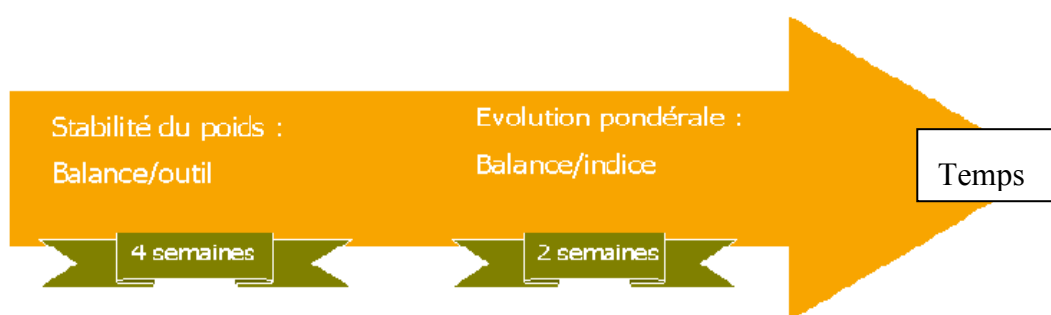 Stabilité du poids :
Balance/outil
Evolution pondérale :
Balance/indice
Temps
4 semaines
2 semaines